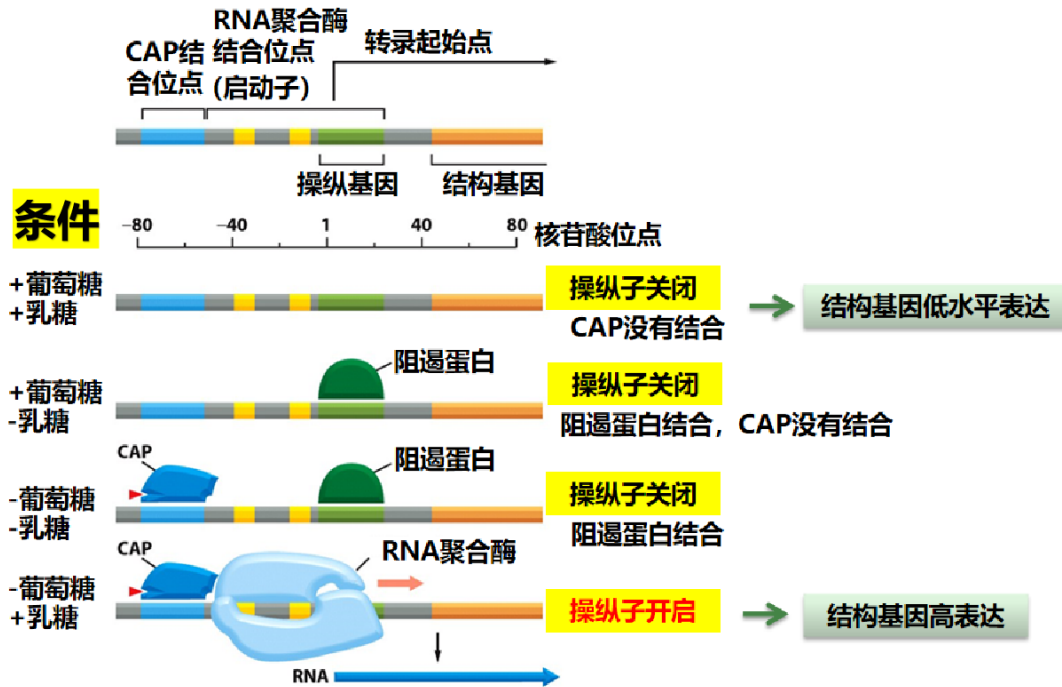 RNA聚合酶
结合位点
(启动子)
CAP结
合位点
转录起始点
操纵基因
结构基因
条件
-80
-40
1
40
80
核苷酸位点
+葡萄糖
+乳糖
操纵子关闭
CAP没有结合
结构基因低水平表达
+葡萄糖
-乳糖
阻遏蛋白
操纵子关闭
阻遏蛋白结合，CAP没有结合
CAP
-葡萄糖
-乳糖
阻遏蛋白
操纵子关闭
阻遏蛋白结合
CAP
-葡萄糖
+乳糖
RNA聚合酶
操纵子开启
结构基因高表达
RNA